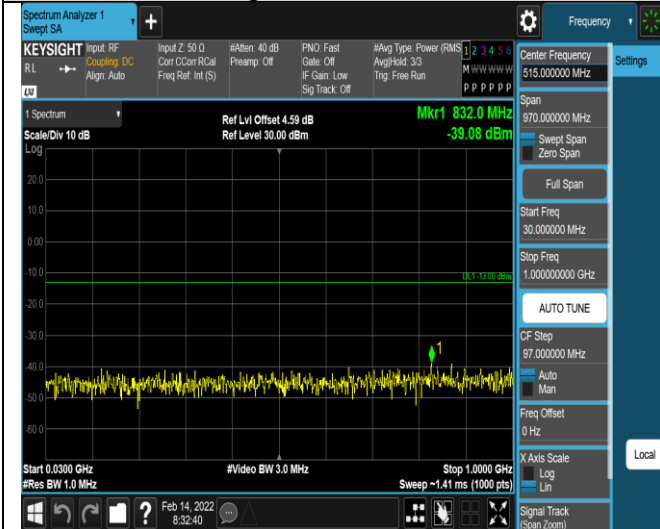 Spectrum Analyzer 1
Swept SA
+
Frequency
KEYSIGHT
RL
LXI
Input: RF
Coupling: DC
Align: Auto
Input Z: 50 Ω
Corr CCorr RCal
Freq Ref: Int (S)
#Atten: 40 dB
Preamp: Off
PNO: Fast
Gate: Off
IF Gain: Low
Sig Track: Off
#Avg Type: Power (RMS
Avg|Hold: 3/3
Trig: Free Run
1 2 3 4 5 6
M W W W W W
P P P P P P
1 Spectrum
Scale/Div 10 dB
Ref Lvl Offset 4.59 dB
Ref Level 30.00 dBm
Mkr1 832.0 MHz
-39.08 dBm
Log
20.0
10.0
0.00
-10.0
DL1 -13.00 dBm
-20.0
-30.0
1
-40.0
-50.0
-60.0
Start 0.0300 GHz
#Video BW 3.0 MHz
Stop 1.0000 GHz
#Res BW 1.0 MHz
Sweep ~1.41 ms (1000 pts)
?
Feb 14, 2022
8:32:40
Center Frequency
515.000000 MHz
Settings
Span
970.000000 MHz
Swept Span
Zero Span
Full Span
Start Freq
30.000000 MHz
Stop Freq
1.000000000 GHz
AUTO TUNE
CF Step
97.000000 MHz
Auto
Man
Freq Offset
0 Hz
X Axis Scale
Log
Lin
Local
Signal Track
(Span Zoom)